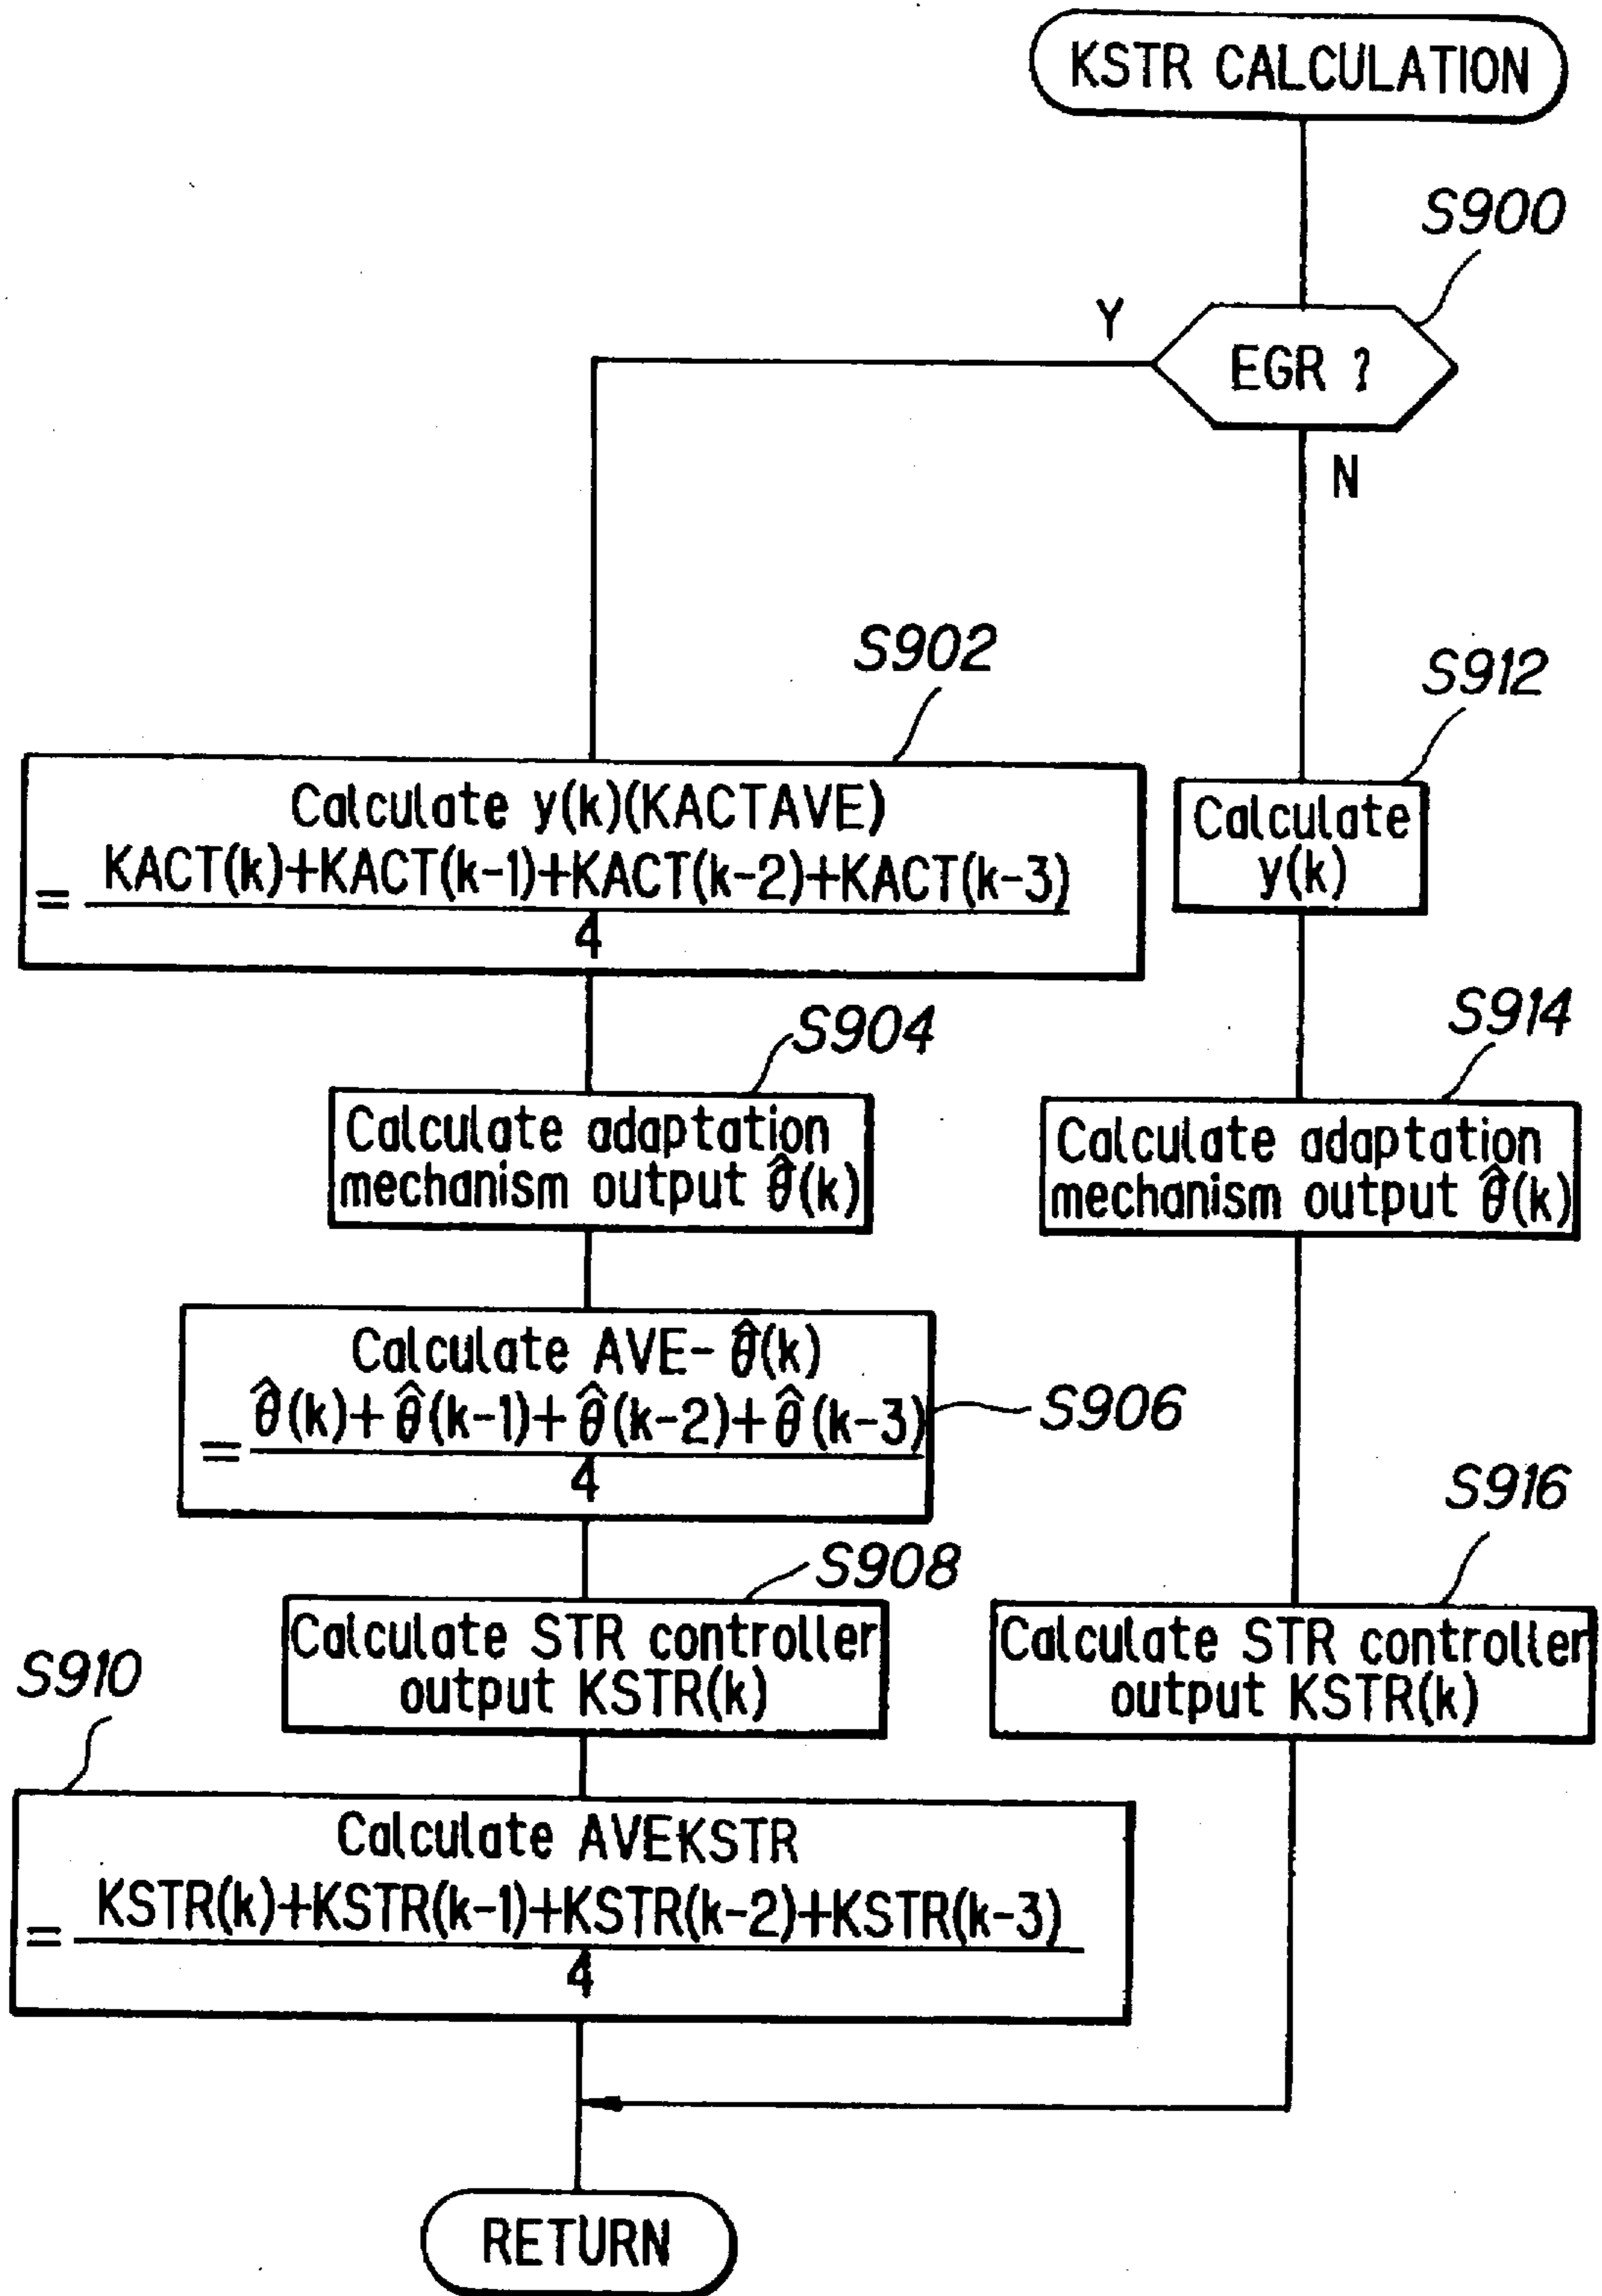 KSTR CALCULATION
S900
EGR ?
Y
N
S902
Calculate y(k)(KACTAVE)
= KACT(k)+KACT(k-1)+KACT(k-2)+KACT(k-3)
4
S904
Calculate adaptation
mechanism output θ̂(k)
Calculate AVE- θ̂(k)
= θ̂(k)+θ̂(k-1)+θ̂(k-2)+θ̂(k-3)
4
S906
S908
Calculate STR controller
output KSTR(k)
S910
Calculate AVEKSTR
= KSTR(k)+KSTR(k-1)+KSTR(k-2)+KSTR(k-3)
4
S912
Calculate
y(k)
S914
Calculate adaptation
mechanism output θ̂(k)
S916
Calculate STR controller
output KSTR(k)
RETURN